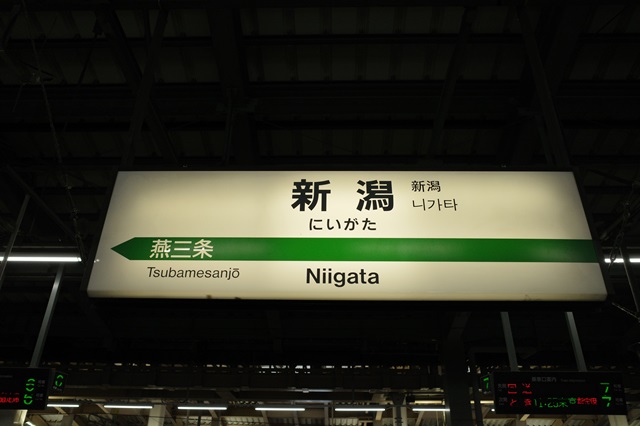 新潟
新潟
니가타
にいがた
燕三条
Tsubamesanjō
Niigata